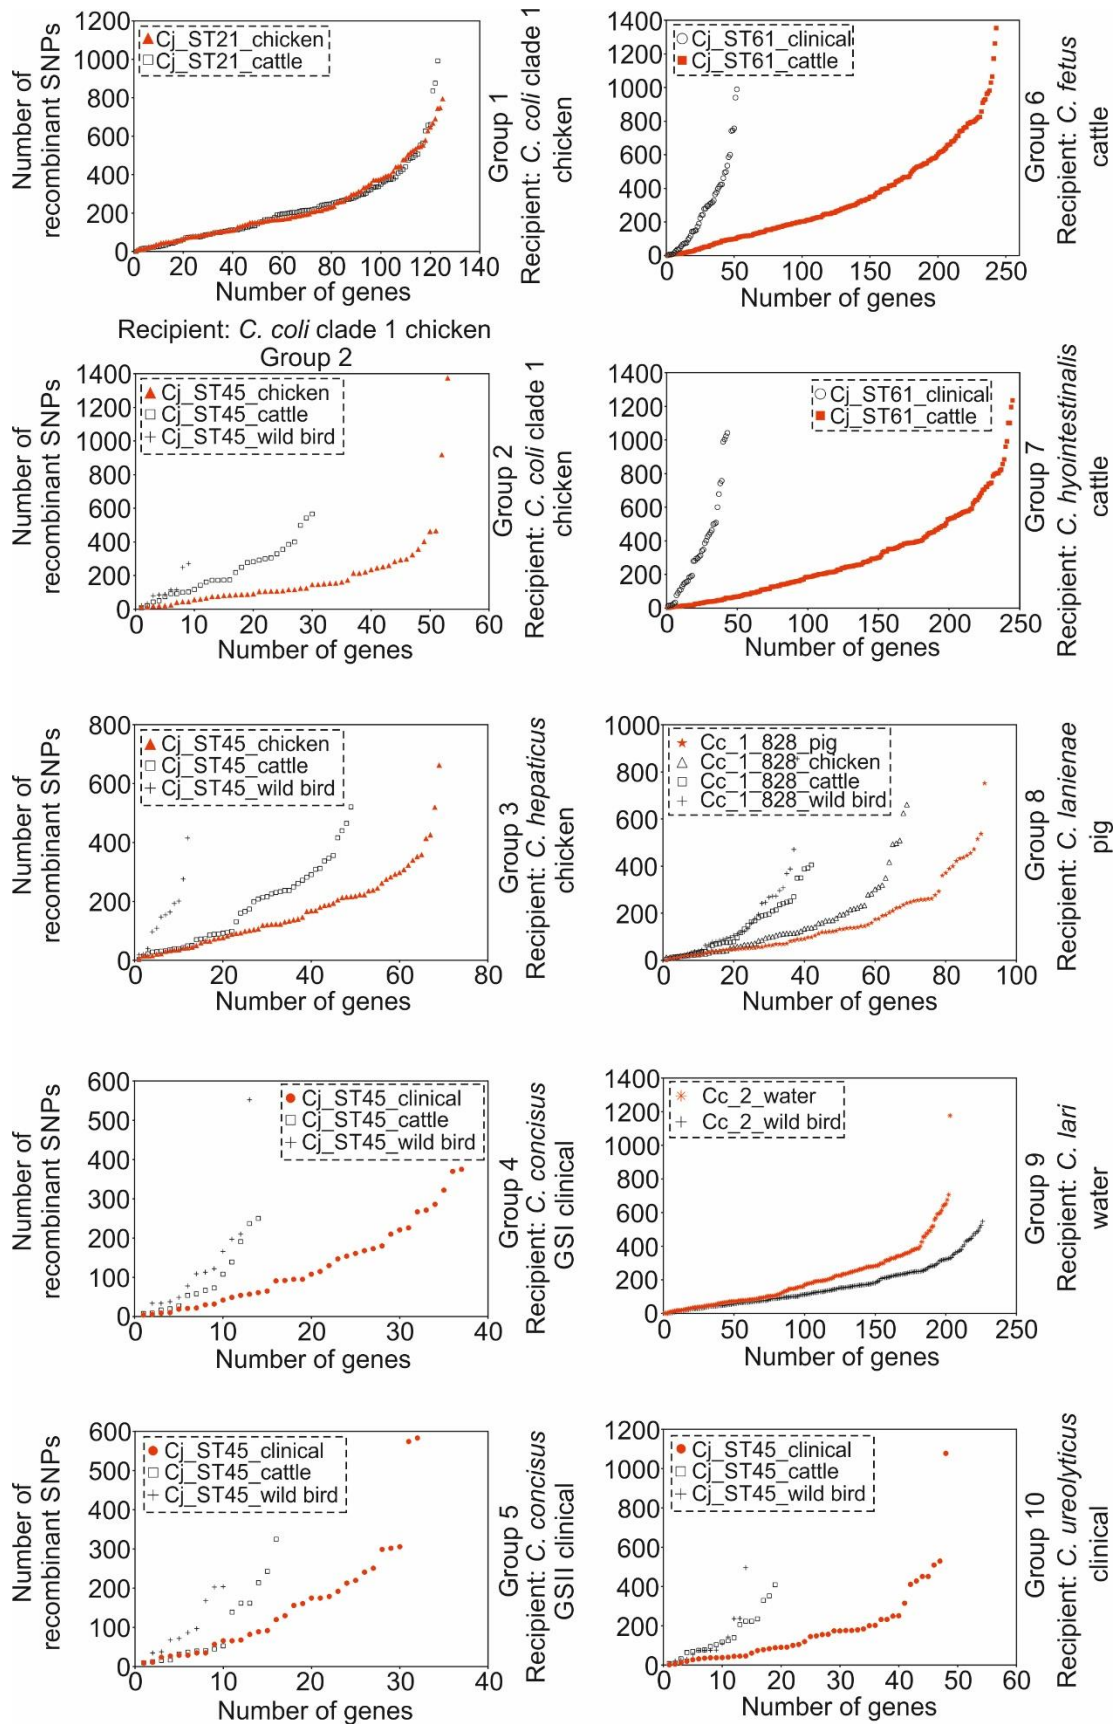 Number of
recombinant SNPs
1200
1000
800
600
400
200
0
Cj_ST21_chicken
Cj_ST21_cattle
0 20 40 60 80 100 120 140
Number of genes
Group 1
Recipient: C. coli clade 1
chicken
1400
1200
1000
800
600
400
200
0
Cj_ST61_clinical
Cj_ST61_cattle
0 50 100 150 200 250
Number of genes
Group 6
Recipient: C. fetus
cattle
Recipient: C. coli clade 1 chicken
Group 2
Number of
recombinant SNPs
1400
1200
1000
800
600
400
200
0
Cj_ST45_chicken
Cj_ST45_cattle
Cj_ST45_wild bird
0 10 20 30 40 50 60
Number of genes
Group 2
Recipient: C. coli clade 1
chicken
1400
1200
1000
800
600
400
200
0
Cj_ST61_clinical
Cj_ST61_cattle
0 50 100 150 200 250
Number of genes
Group 7
Recipient: C. hyointestinalis
cattle
Number of
recombinant SNPs
800
600
400
200
0
Cj_ST45_chicken
Cj_ST45_cattle
Cj_ST45_wild bird
0 20 40 60 80
Number of genes
Group 3
Recipient: C. hepaticus
chicken
1000
800
600
400
200
0
Cc_1_828_pig
Cc_1_828_chicken
Cc_1_828_cattle
Cc_1_828_wild bird
0 20 40 60 80 100
Number of genes
Group 8
Recipient: C. lanienae
pig
Number of
recombinant SNPs
600
500
400
300
200
100
0
Cj_ST45_clinical
Cj_ST45_cattle
Cj_ST45_wild bird
0 10 20 30 40
Number of genes
Group 4
Recipient: C. concisus
GSI clinical
1400
1200
1000
800
600
400
200
0
Cc_2_water
Cc_2_wild bird
0 50 100 150 200 250
Number of genes
Group 9
Recipient: C. lari
water
Number of
recombinant SNPs
600
500
400
300
200
100
0
Cj_ST45_clinical
Cj_ST45_cattle
Cj_ST45_wild bird
0 10 20 30 40
Number of genes
Group 5
Recipient: C. concisus
GSII clinical
1200
1000
800
600
400
200
0
Cj_ST45_clinical
Cj_ST45_cattle
Cj_ST45_wild bird
0 10 20 30 40 50 60
Number of genes
Group 10
Recipient: C. ureolyticus
clinical